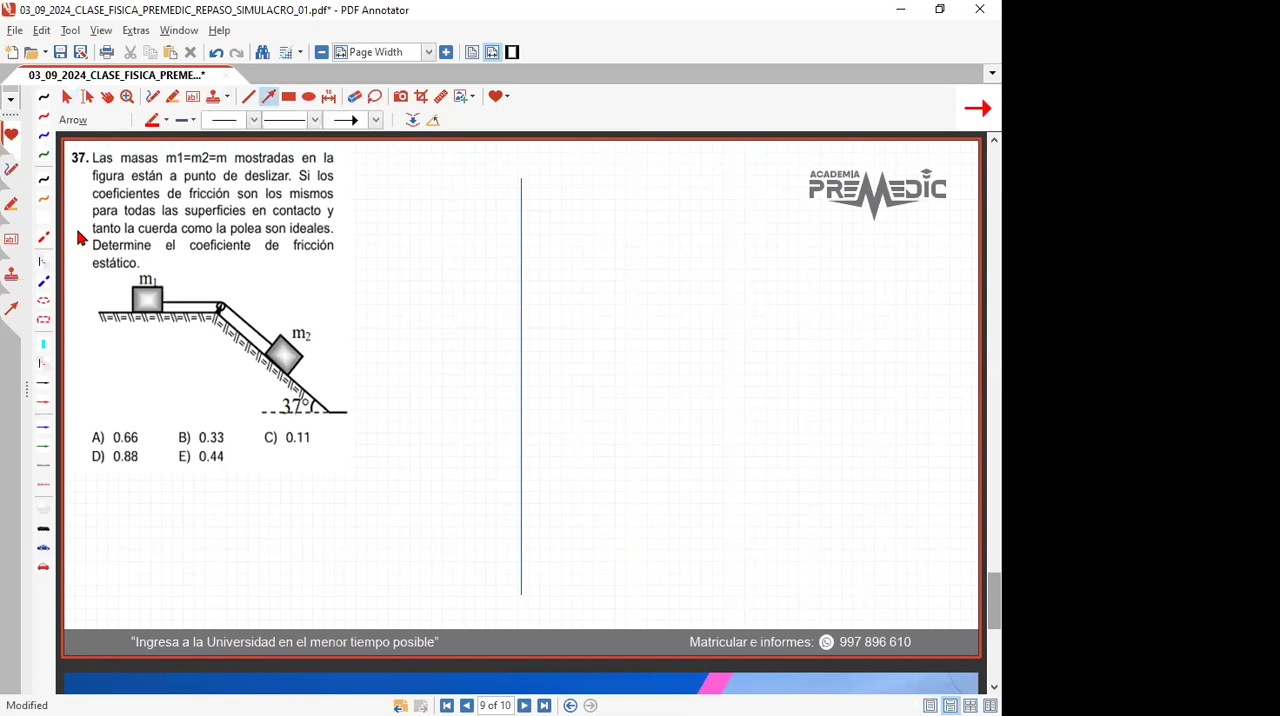 03_09_2024_CLASE_FISICA_PREMEDIC_REPASO_SIMULACRO_01.pdf* - PDF Annotator
File Edit Tool View Extras Window Help
Page Width
03_09_2024_CLASE_FISICA_PREME...*
Arrow
37. Las masas m1=m2=m mostradas en la
figura están a punto de deslizar. Si los
coeficientes de fricción son los mismos
para todas las superficies en contacto y
tanto la cuerda como la polea son ideales.
Determine el coeficiente de fricción
estático.
m1
m2
37°
A) 0.66 B) 0.33 C) 0.11
D) 0.88 E) 0.44
ACADEMIA
PREMEDIC
“Ingresa a la Universidad en el menor tiempo posible” Matricular e informes: 997 896 610
Modified 9 of 10